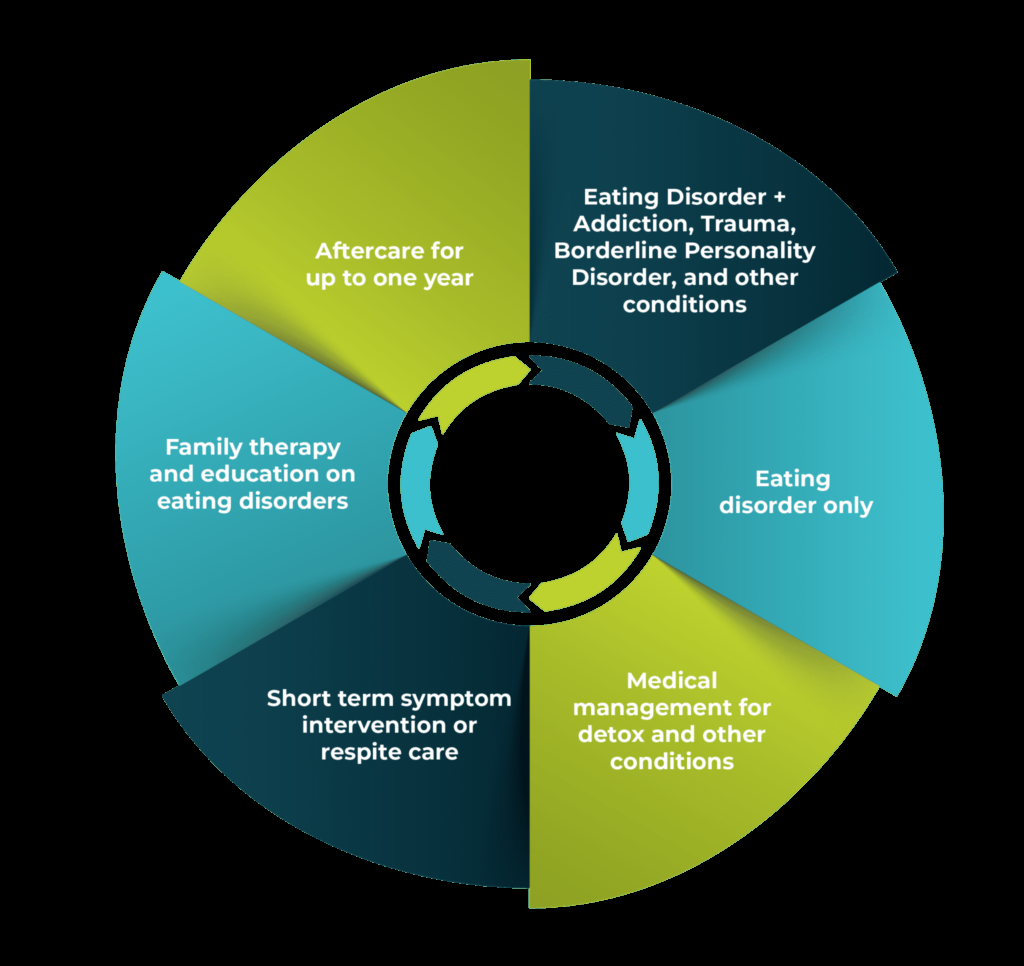 Eating Disorder +
Addiction, Trauma,
Borderline Personality
Disorder, and other
conditions
Eating
disorder only
Medical
management for
detox and other
conditions
Short term symptom
intervention or
respite care
Family therapy
and education on
eating disorders
Aftercare for
up to one year